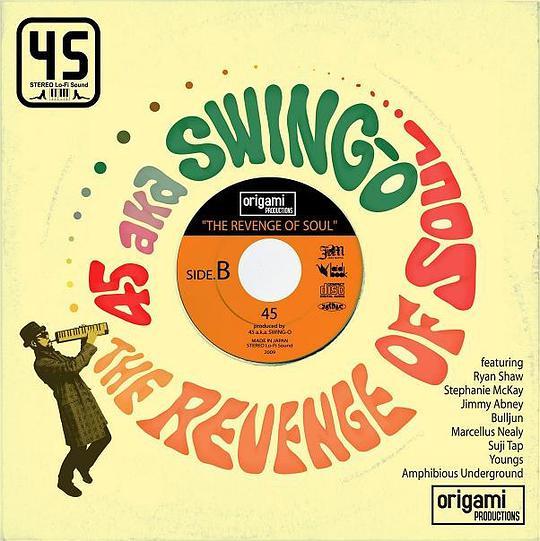 45
STEREO Lo-Fi Sound
45 aka SWING-O
THE REVENGE OF SOUL
origami
PRODUCTIONS
"THE REVENGE OF SOUL"
SIDE.B
disc
45
produced by
45 a.k.a. SWING-O
MADE IN JAPAN
STEREO Lo-Fi Sound
2009
featuring
Ryan Shaw
Stephanie McKay
Jimmy Abney
Bulljun
Marcellus Nealy
Suji Tap
Youngs
Amphibious Underground
origami
PRODUCTIONS